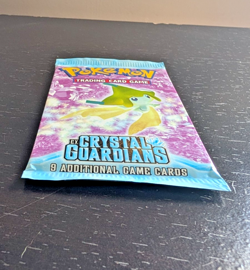 POKéMON
TRADING CARD GAME
EX
CRYSTAL
GUARDIANS
9 ADDITIONAL GAME CARDS